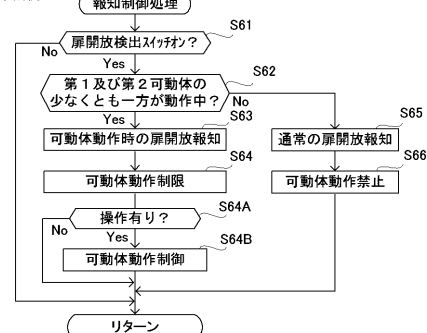 報知制御処理
S61
扉開放検出スイッチオン？
No
Yes
S62
第１及び第２可動体の
少なくとも一方が動作中？
No
Yes
S63
可動体動作時の扉開放報知
S65
通常の扉開放報知
S64
可動体動作制限
S66
可動体動作禁止
S64A
操作有り？
No
Yes
S64B
可動体動作制御
リターン